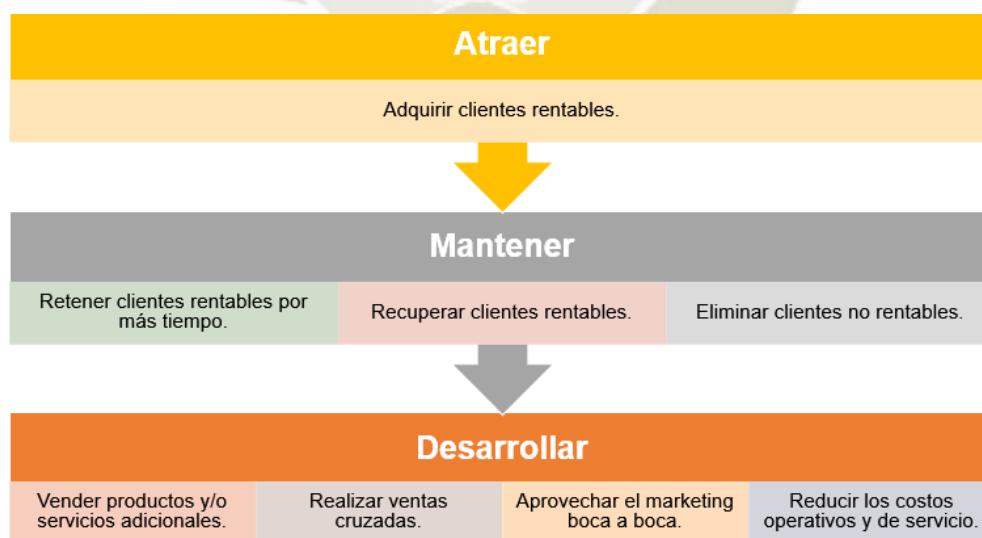 Atraer
Adquirir clientes rentables.
Mantener
Retener clientes rentables por
más tiempo.
Recuperar clientes rentables.
Eliminar clientes no rentables.
Desarrollar
Vender productos y/o
servicios adicionales.
Realizar ventas
cruzadas.
Aprovechar el marketing
boca a boca.
Reducir los costos
operativos y de servicio.